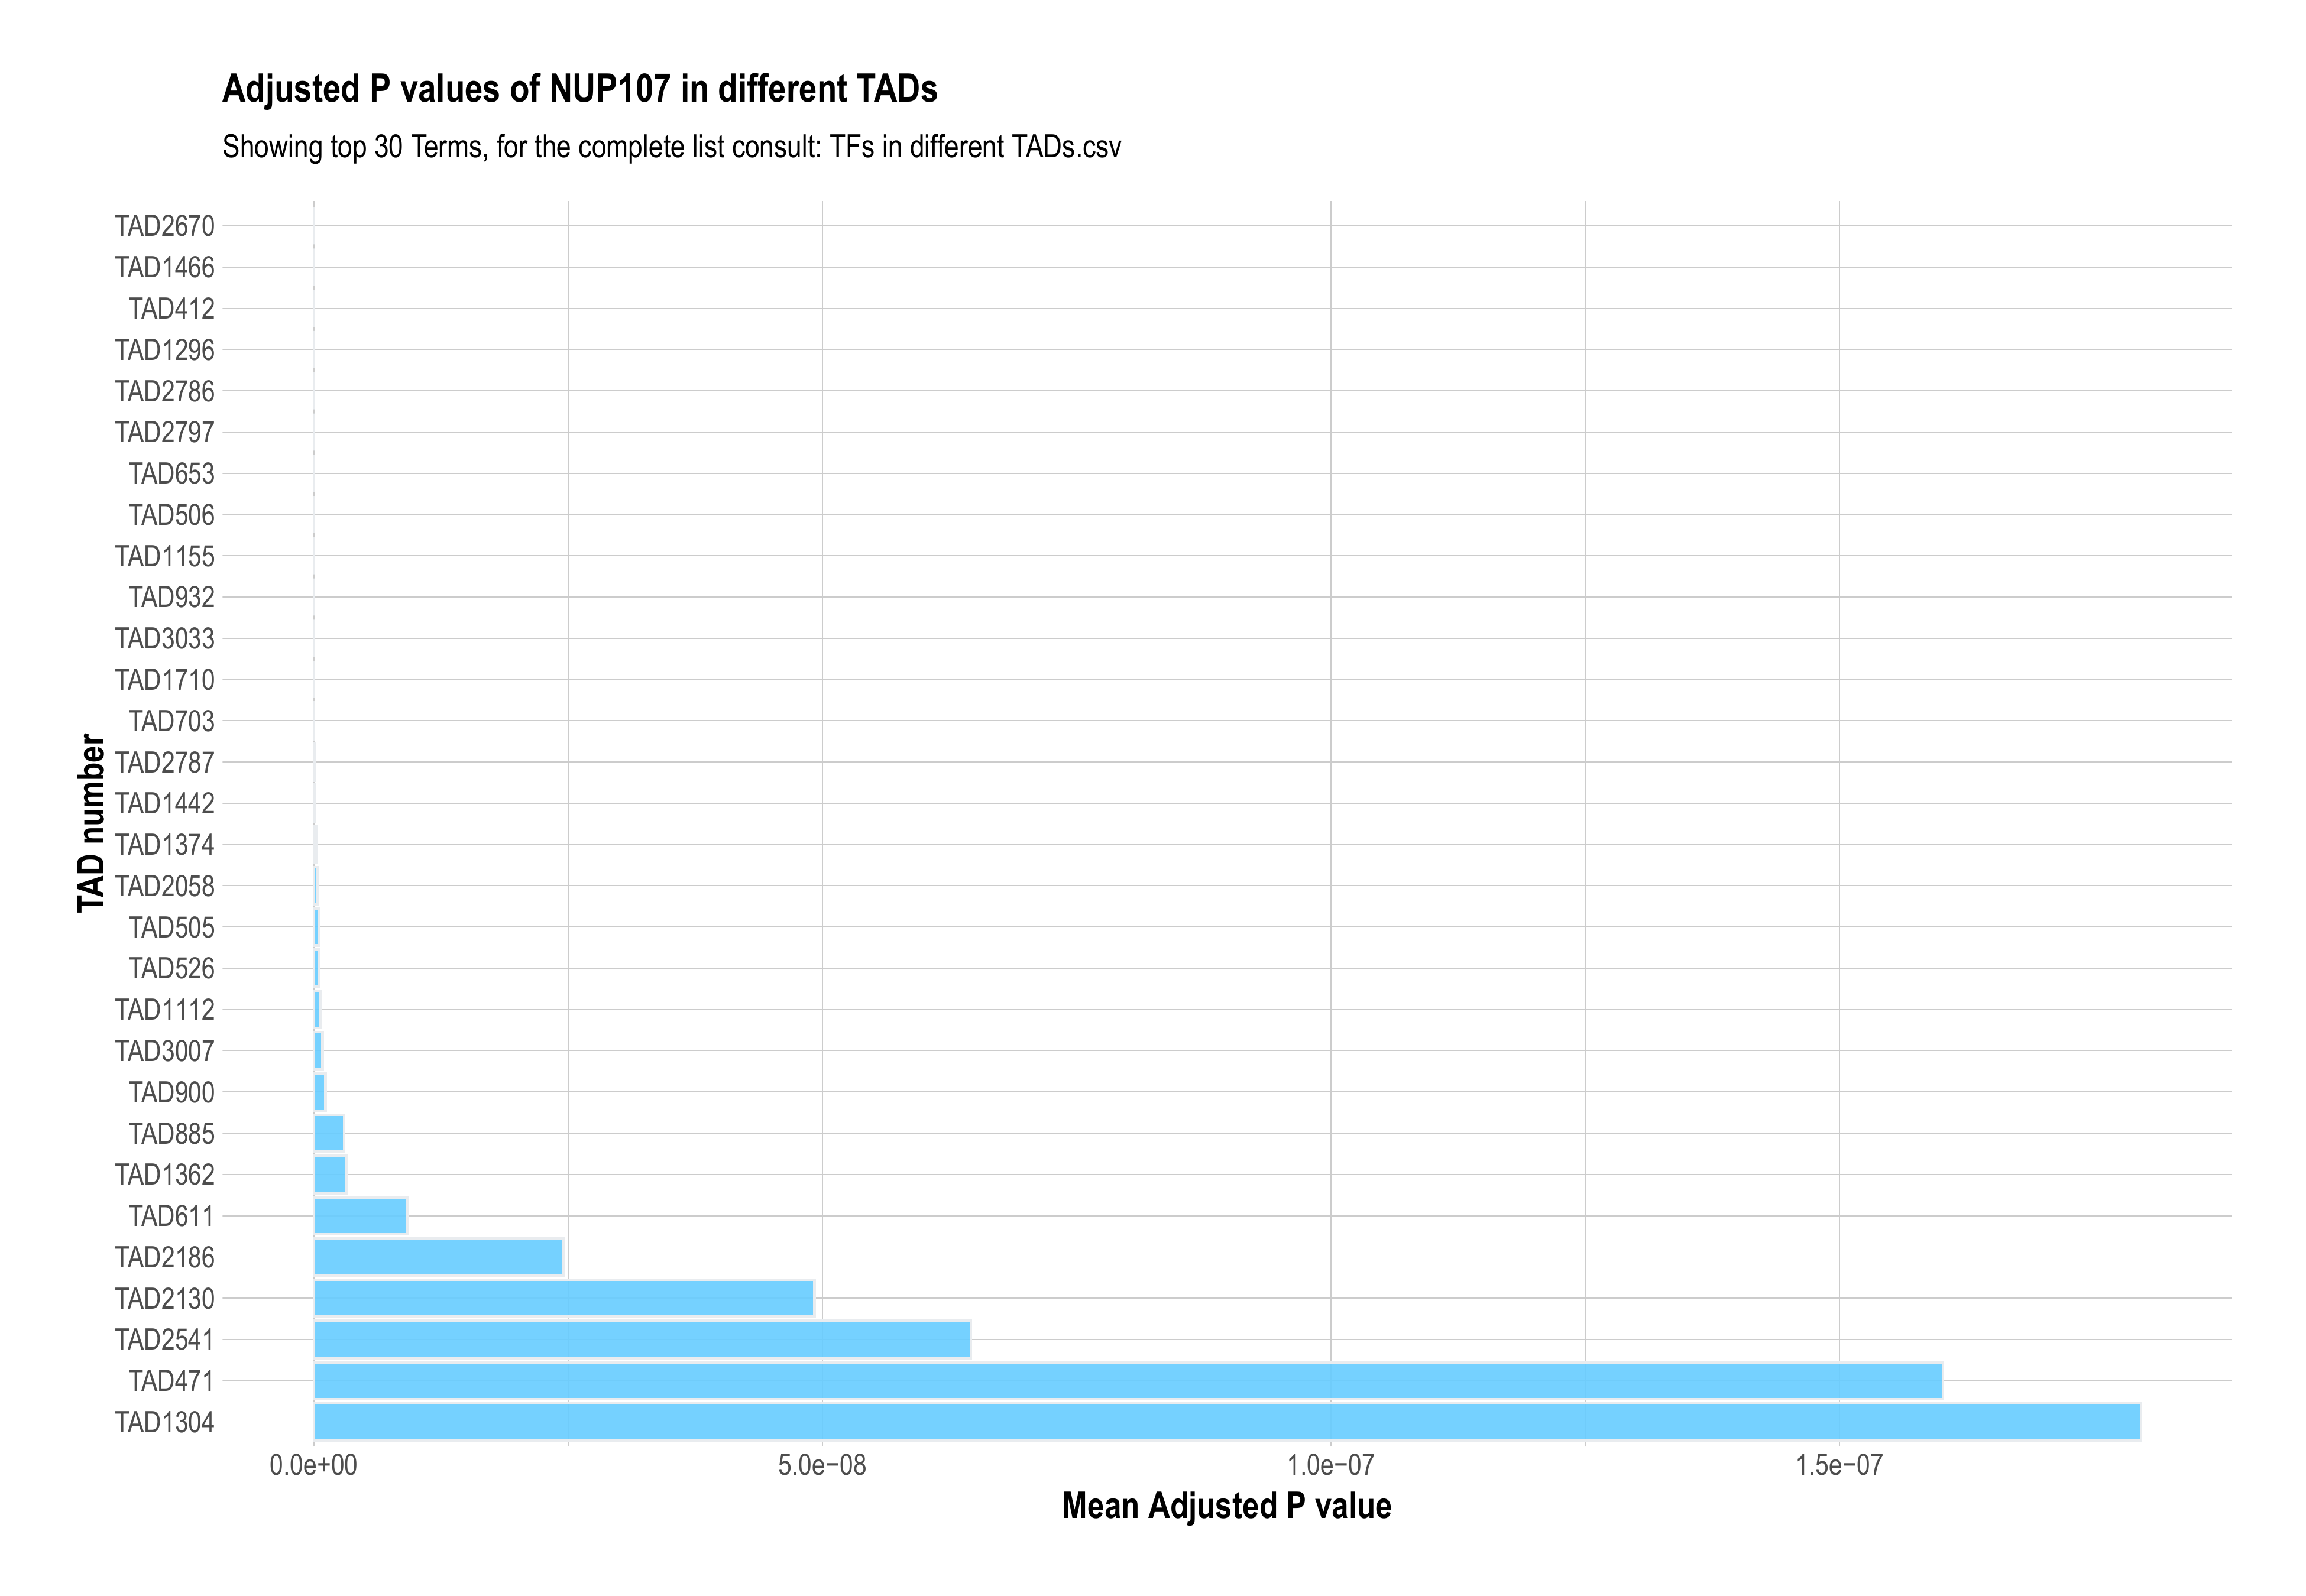 Adjusted P values of NUP107 in different TADs
Showing top 30 Terms, for the complete list consult: TFs in different TADs.csv
TAD number
TAD2670
TAD1466
TAD412
TAD1296
TAD2786
TAD2797
TAD653
TAD506
TAD1155
TAD932
TAD3033
TAD1710
TAD703
TAD2787
TAD1442
TAD1374
TAD2058
TAD505
TAD526
TAD1112
TAD3007
TAD900
TAD885
TAD1362
TAD611
TAD2186
TAD2130
TAD2541
TAD471
TAD1304
0.0e+00 5.0e−08 1.0e−07 1.5e−07
Mean Adjusted P value